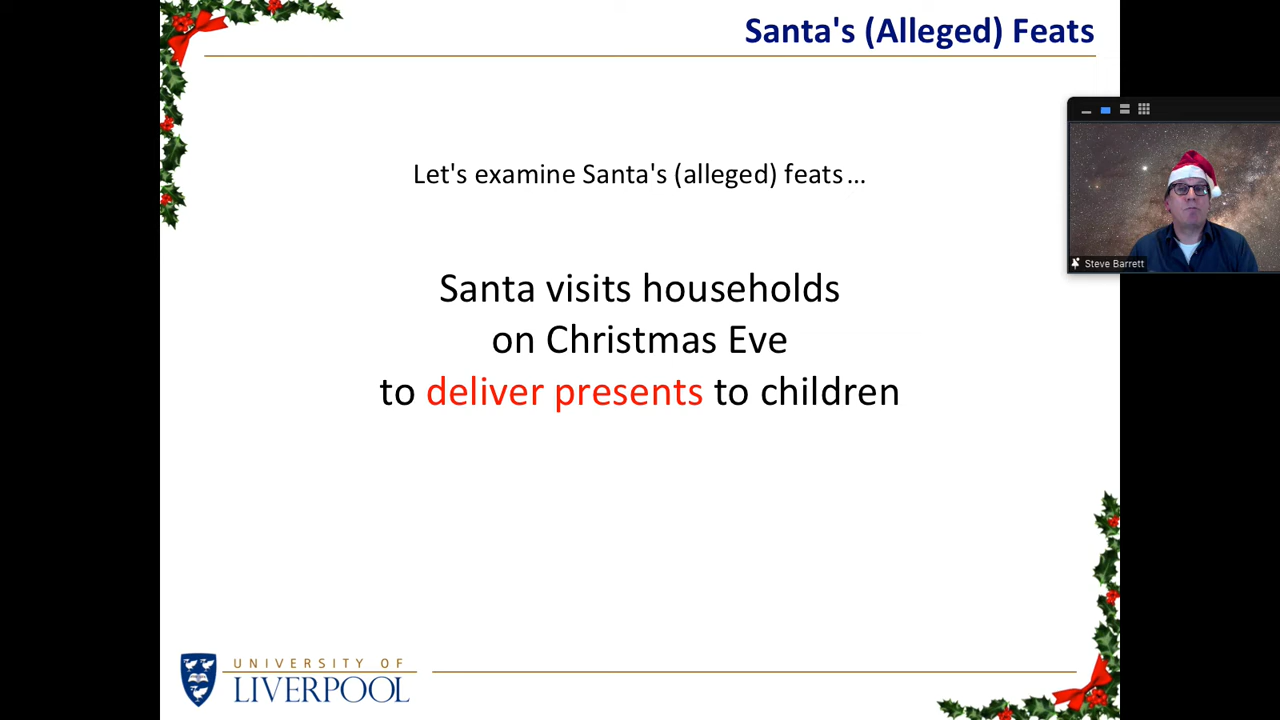 Santa's (Alleged) Feats
Let's examine Santa's (alleged) feats...
Santa visits households
on Christmas Eve
to deliver presents to children
Steve Barrett
UNIVERSITY OF
LIVERPOOL